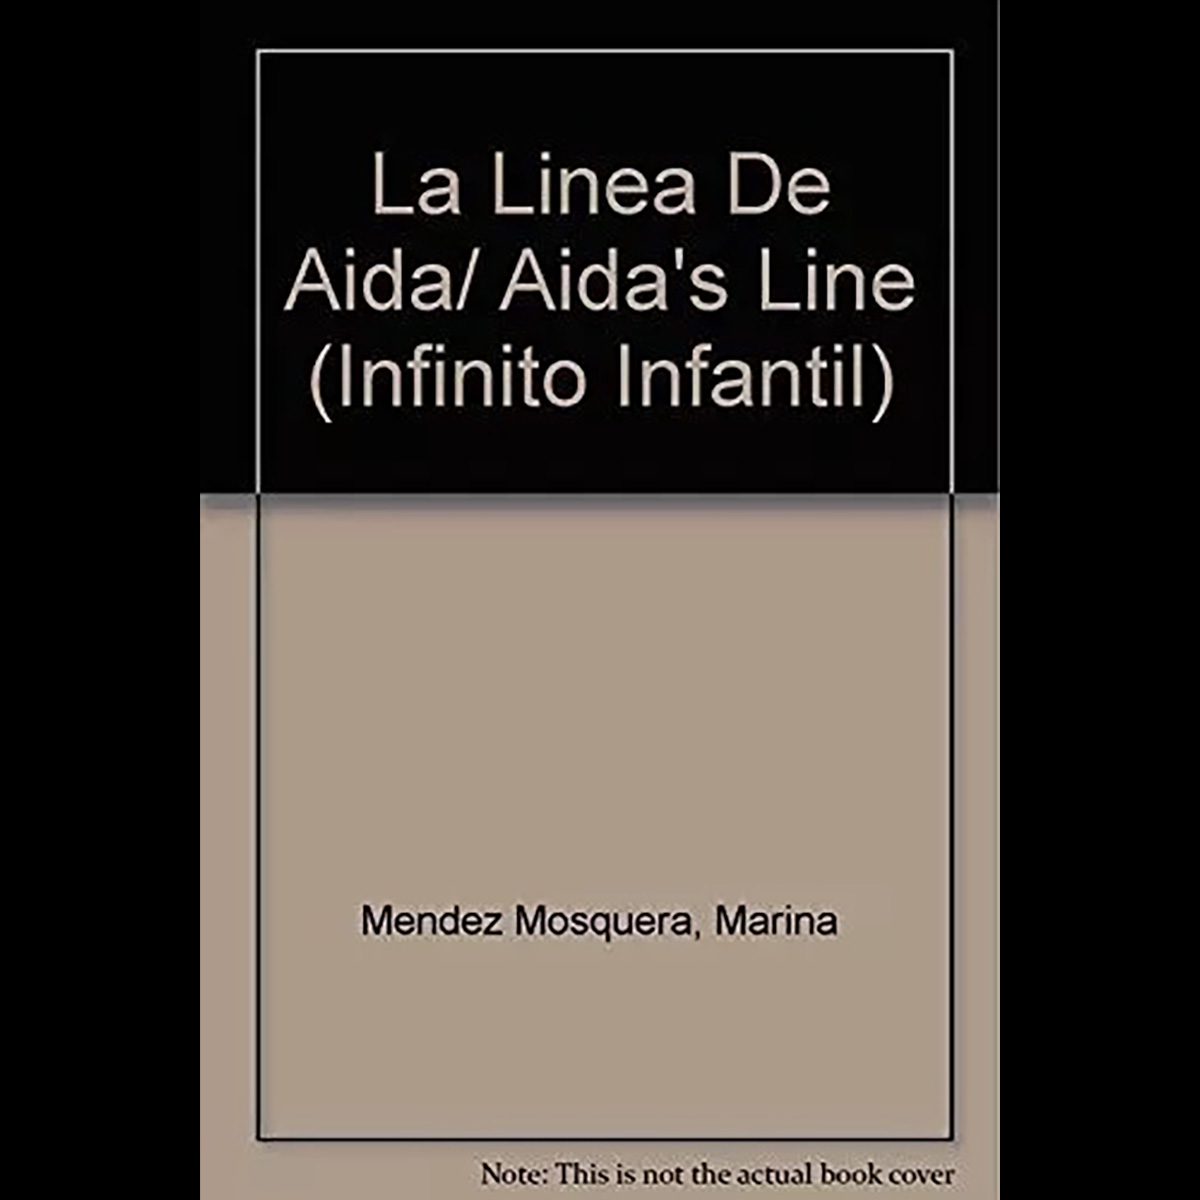 La Linea De
Aida/ Aida's Line
(Infinito Infantil)
Mendez Mosquera, Marina
Note: This is not the actual book cover